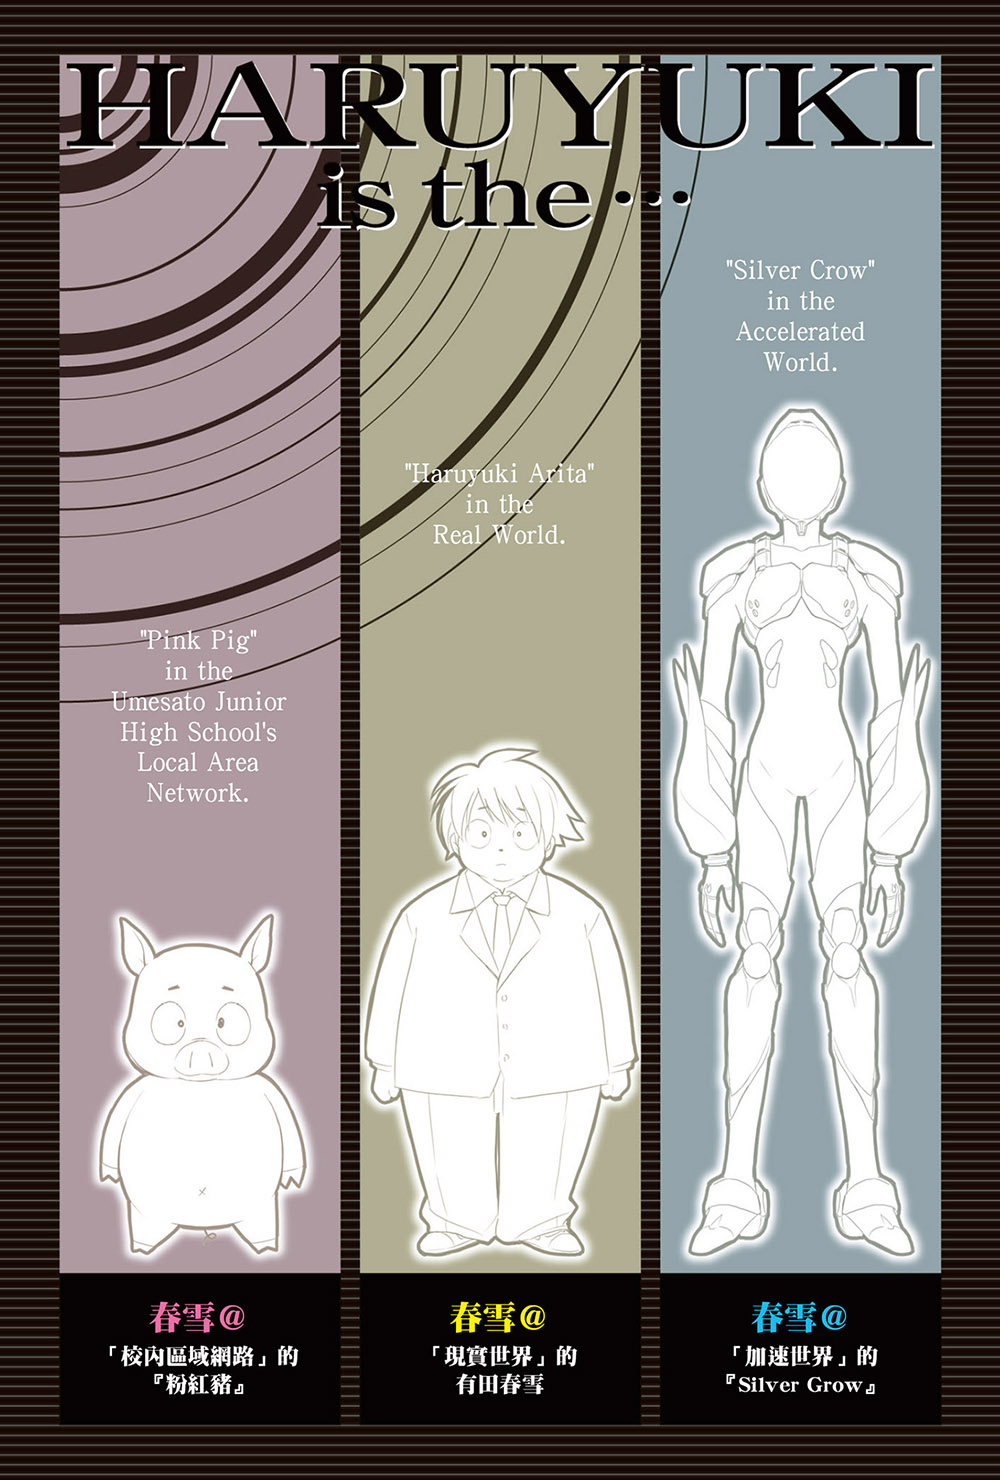 HARUYUKI
is the…
"Silver Crow"
in the
Accelerated
World.
"Haruyuki Arita"
in the
Real World.
"Pink Pig"
in the
Umesato Junior
High School's
Local Area
Network.
春雪@
「校內區域網路」的
『粉紅豬』
春雪@
「現實世界」的
有田春雪
春雪@
「加速世界」的
『Silver Grow』